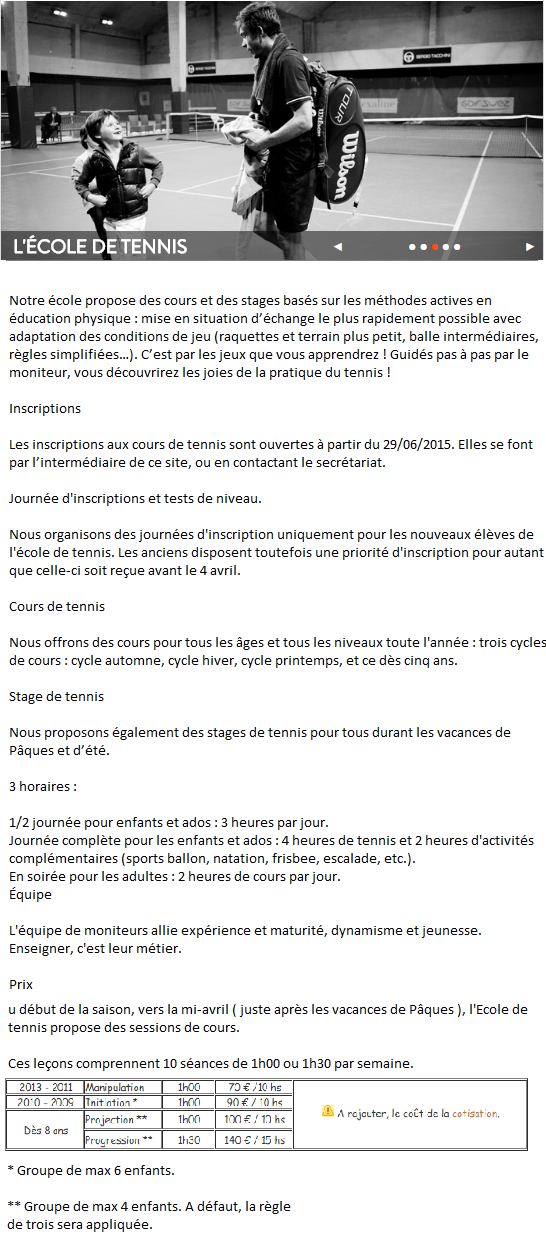 SERGIO TACCHINI
SERGIO TACCHINI
GDF SUEZ
TOUR
Wilson
Wilson
L'ÉCOLE DE TENNIS
Notre école propose des cours et des stages basés sur les méthodes actives en
éducation physique : mise en situation d’échange le plus rapidement possible avec
adaptation des conditions de jeu (raquettes et terrain plus petit, balle intermédiaires,
règles simplifiées…). C’est par les jeux que vous apprendrez ! Guidés pas à pas par le
moniteur, vous découvrirez les joies de la pratique du tennis !
Inscriptions
Les inscriptions aux cours de tennis sont ouvertes à partir du 29/06/2015. Elles se font
par l’intermédiaire de ce site, ou en contactant le secrétariat.
Journée d'inscriptions et tests de niveau.
Nous organisons des journées d'inscription uniquement pour les nouveaux élèves de
l'école de tennis. Les anciens disposent toutefois une priorité d'inscription pour autant
que celle-ci soit reçue avant le 4 avril.
Cours de tennis
Nous offrons des cours pour tous les âges et tous les niveaux toute l'année : trois cycles
de cours : cycle automne, cycle hiver, cycle printemps, et ce dès cinq ans.
Stage de tennis
Nous proposons également des stages de tennis pour tous durant les vacances de
Pâques et d’été.
3 horaires :
1/2 journée pour enfants et ados : 3 heures par jour.
Journée complète pour les enfants et ados : 4 heures de tennis et 2 heures d'activités
complémentaires (sports ballon, natation, frisbee, escalade, etc.).
En soirée pour les adultes : 2 heures de cours par jour.
Équipe
L'équipe de moniteurs allie expérience et maturité, dynamisme et jeunesse.
Enseigner, c'est leur métier.
Prix
u début de la saison, vers la mi-avril ( juste après les vacances de Pâques ), l'Ecole de
tennis propose des sessions de cours.
Ces leçons comprennent 10 séances de 1h00 ou 1h30 par semaine.
2013 - 2011 Manipulation 1h00 70 € /10 hs
2010 - 2009 Initiation * 1h00 90 € / 10 hs
A rajouter, le coût de la cotisation.
Dès 8 ans Projection ** 1h00 100 € / 10 hs
Progression ** 1h30 140 € / 15 hs
* Groupe de max 6 enfants.
** Groupe de max 4 enfants. A défaut, la règle
de trois sera appliquée.